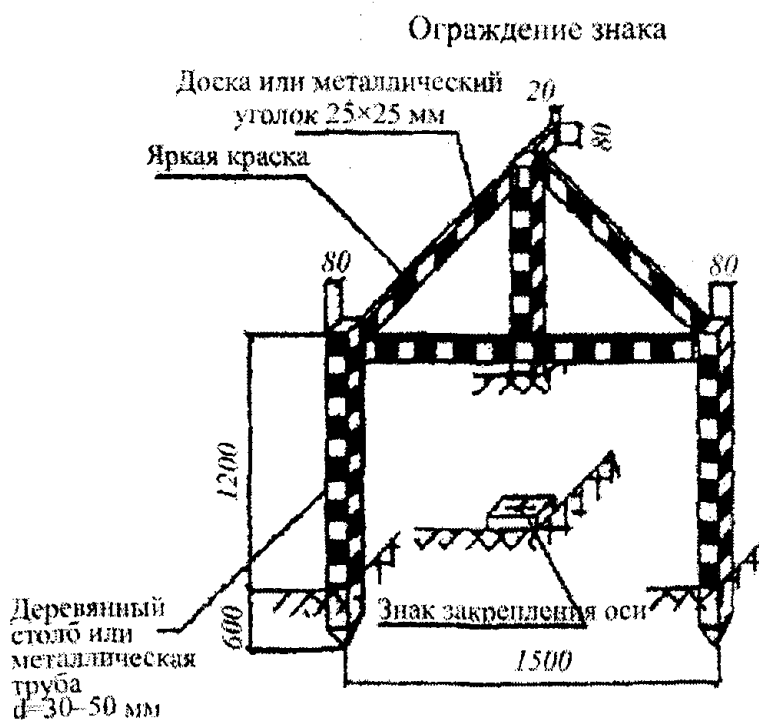 Ограждение знака
Доска или металлический
уголок 25×25 мм
20
80
Яркая краска
80
80
1200
600
Деревянный
столб или
металлическая
труба
d=30–50 мм
Знак закрепления оси
1500